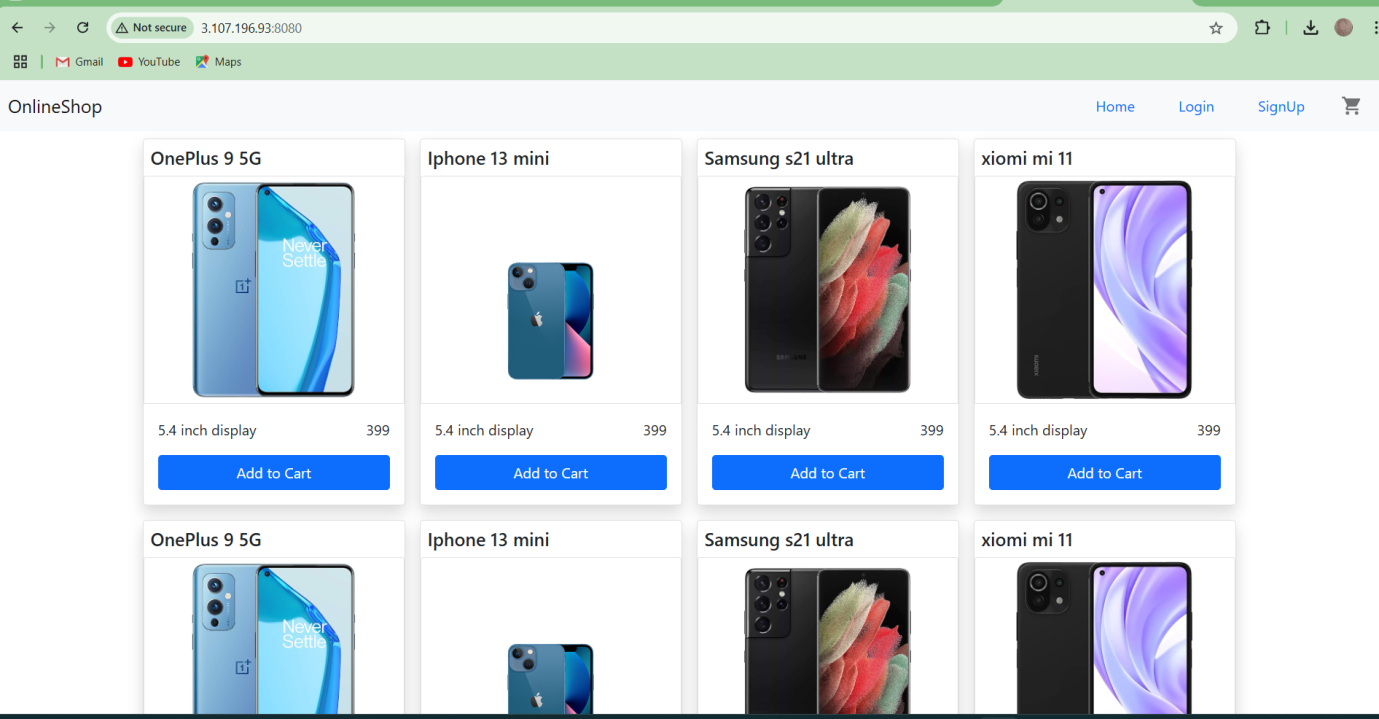 Not secure 3.107.196.93:8080
Gmail YouTube Maps
OnlineShop Home Login SignUp
OnePlus 9 5G Iphone 13 mini Samsung s21 ultra xiomi mi 11
Never
Settle
5.4 inch display 399 5.4 inch display 399 5.4 inch display 399 5.4 inch display 399
Add to Cart Add to Cart Add to Cart Add to Cart
OnePlus 9 5G Iphone 13 mini Samsung s21 ultra xiomi mi 11
Never
Settle